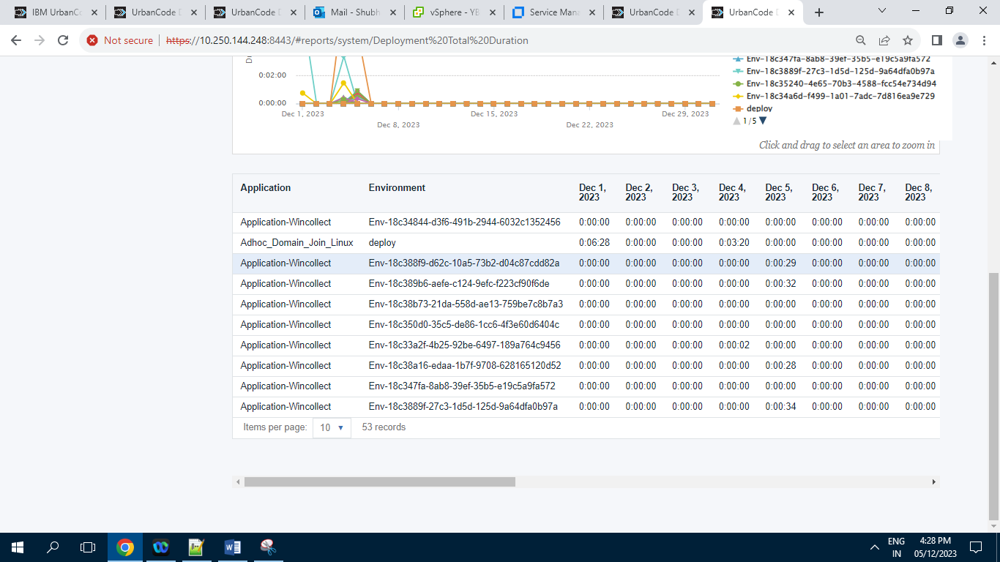 IBM UrbanCo
UrbanCode D
UrbanCode D
Mail - Shubh
vSphere - YB
Service Mana
UrbanCode D
UrbanCode D
Not secure
https://10.250.144.248:8443/#reports/system/Deployment%20Total%20Duration
0:02:00
0:00:00
Dec 1, 2023
Dec 8, 2023
Dec 15, 2023
Dec 22, 2023
Dec 29, 2023
Env-18c347fa-8ab8-39ef-35b5-e19c5a9fa572
Env-18c3889f-27c3-1d5d-125d-9a64dfa0b97a
Env-18c35240-4e65-70b3-4588-fcc54e734d94
Env-18c34a6d-f499-1a01-7adc-7d816ea9e729
deploy
1/5
Click and drag to select an area to zoom in
Application Environment Dec 1, 2023 Dec 2, 2023 Dec 3, 2023 Dec 4, 2023 Dec 5, 2023 Dec 6, 2023 Dec 7, 2023 Dec 8, 2023
Application-Wincollect Env-18c34844-d3f6-491b-2944-6032c1352456 0:00:00 0:00:00 0:00:00 0:00:00 0:00:00 0:00:00 0:00:00 0:00:00
Adhoc_Domain_Join_Linux deploy 0:06:28 0:00:00 0:00:00 0:03:20 0:00:00 0:00:00 0:00:00 0:00:00
Application-Wincollect Env-18c388f9-d62c-10a5-73b2-d04c87cdd82a 0:00:00 0:00:00 0:00:00 0:00:00 0:00:29 0:00:00 0:00:00 0:00:00
Application-Wincollect Env-18c389b6-aefe-c124-9efc-f223cf90f6de 0:00:00 0:00:00 0:00:00 0:00:00 0:00:32 0:00:00 0:00:00 0:00:00
Application-Wincollect Env-18c38b73-21da-558d-ae13-759be7c8b7a3 0:00:00 0:00:00 0:00:00 0:00:00 0:00:00 0:00:00 0:00:00 0:00:00
Application-Wincollect Env-18c350d0-35c5-de86-1cc6-4f3e60d6404c 0:00:00 0:00:00 0:00:00 0:00:00 0:00:00 0:00:00 0:00:00 0:00:00
Application-Wincollect Env-18c33a2f-4b25-92be-6497-189a764c9456 0:00:00 0:00:00 0:00:00 0:00:02 0:00:00 0:00:00 0:00:00 0:00:00
Application-Wincollect Env-18c38a16-edaa-1b7f-9708-628165120d52 0:00:00 0:00:00 0:00:00 0:00:00 0:00:28 0:00:00 0:00:00 0:00:00
Application-Wincollect Env-18c347fa-8ab8-39ef-35b5-e19c5a9fa572 0:00:00 0:00:00 0:00:00 0:00:00 0:00:00 0:00:00 0:00:00 0:00:00
Application-Wincollect Env-18c3889f-27c3-1d5d-125d-9a64dfa0b97a 0:00:00 0:00:00 0:00:00 0:00:00 0:00:34 0:00:00 0:00:00 0:00:00
Items per page: 10 53 records
ENG
IN
4:28 PM
05/12/2023